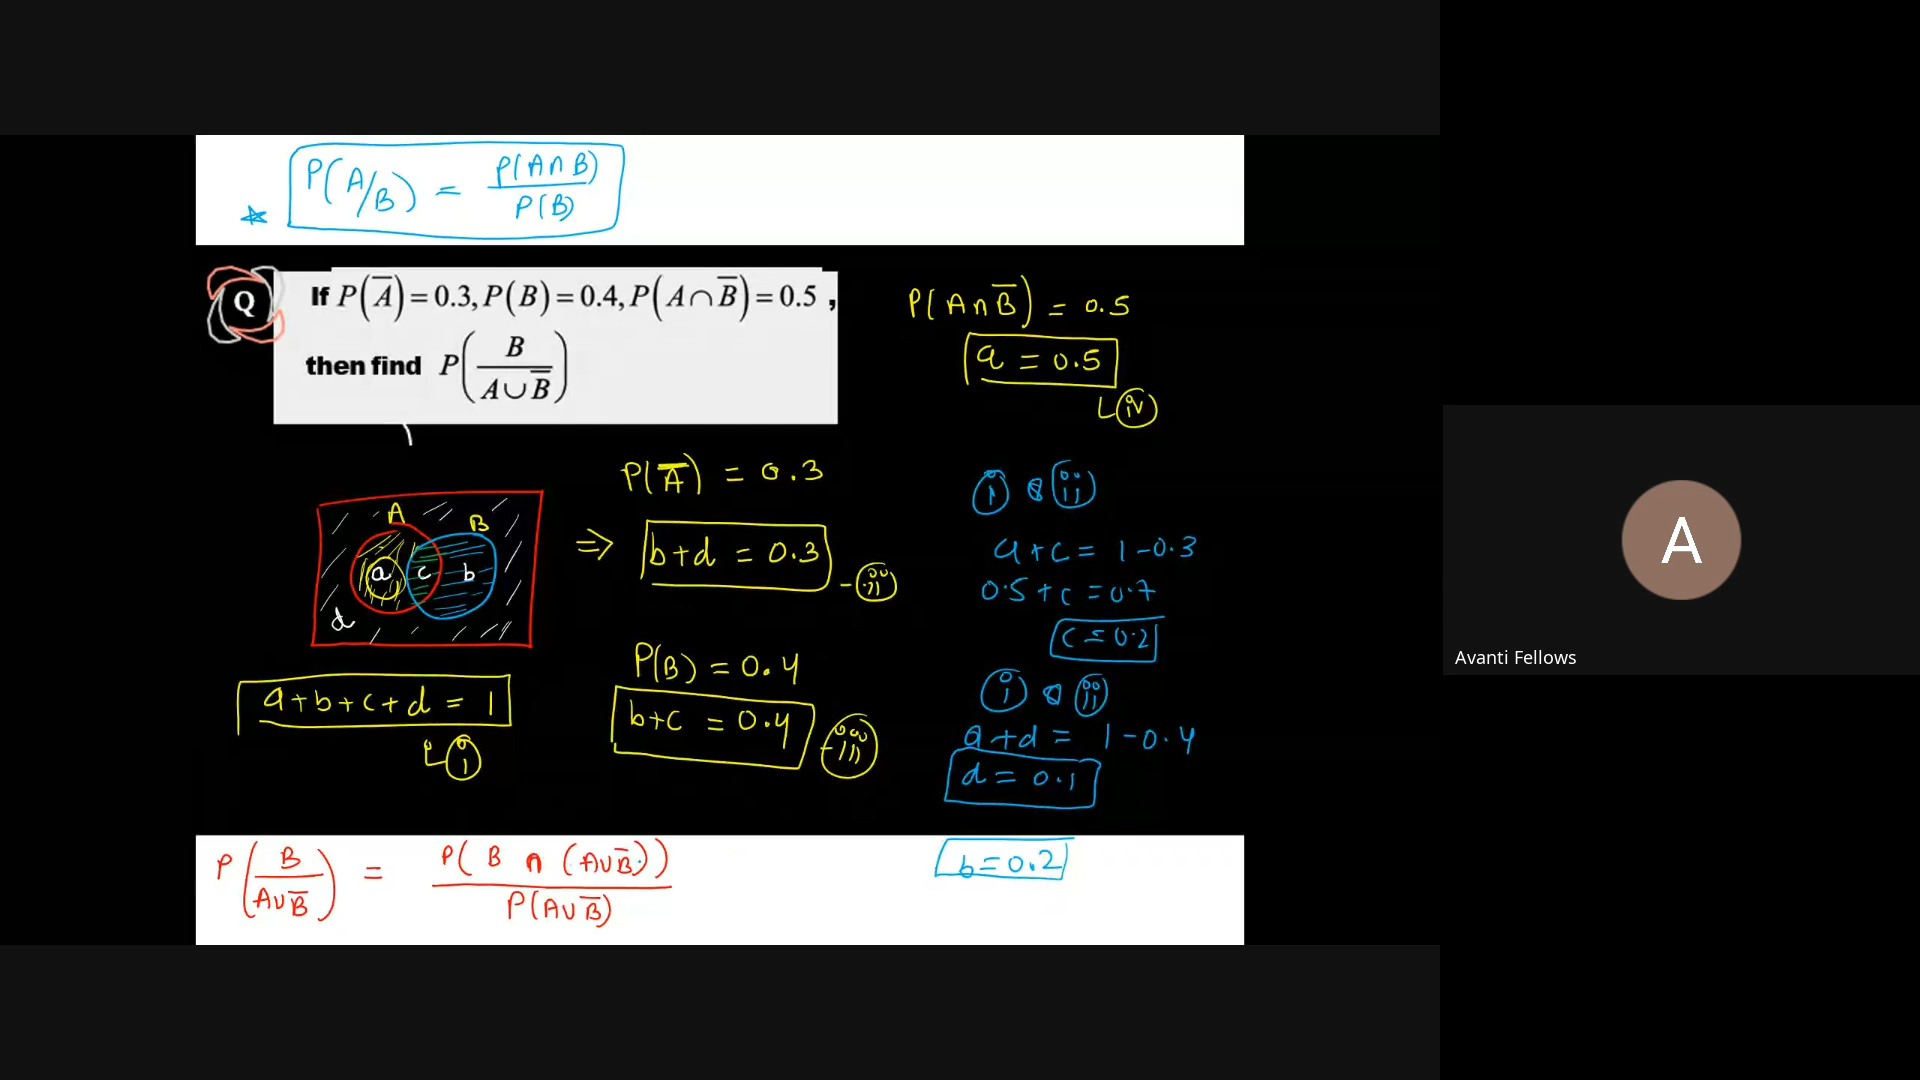 P(A/B) = P(A∩B)/P(B)
Q
If P(A̅) = 0.3, P(B) = 0.4, P(A∩B̅) = 0.5 ,
then find P(B/(A∪B̅))
P(A∩B̅) = 0.5
a = 0.5
iv
A
B
a c b
d
a+b+c+d = 1
i
P(A̅) = 0.3
⇒ b+d = 0.3
- ii
P(B) = 0.4
b+c = 0.4
- iii
i & ii
a+c = 1-0.3
0.5+c = 0.7
c = 0.2
i & iii
a+d = 1-0.4
d = 0.1
b = 0.2
P(B/(A∪B̅)) = P(B ∩ (A∪B̅))/P(A∪B̅)
A
Avanti Fellows